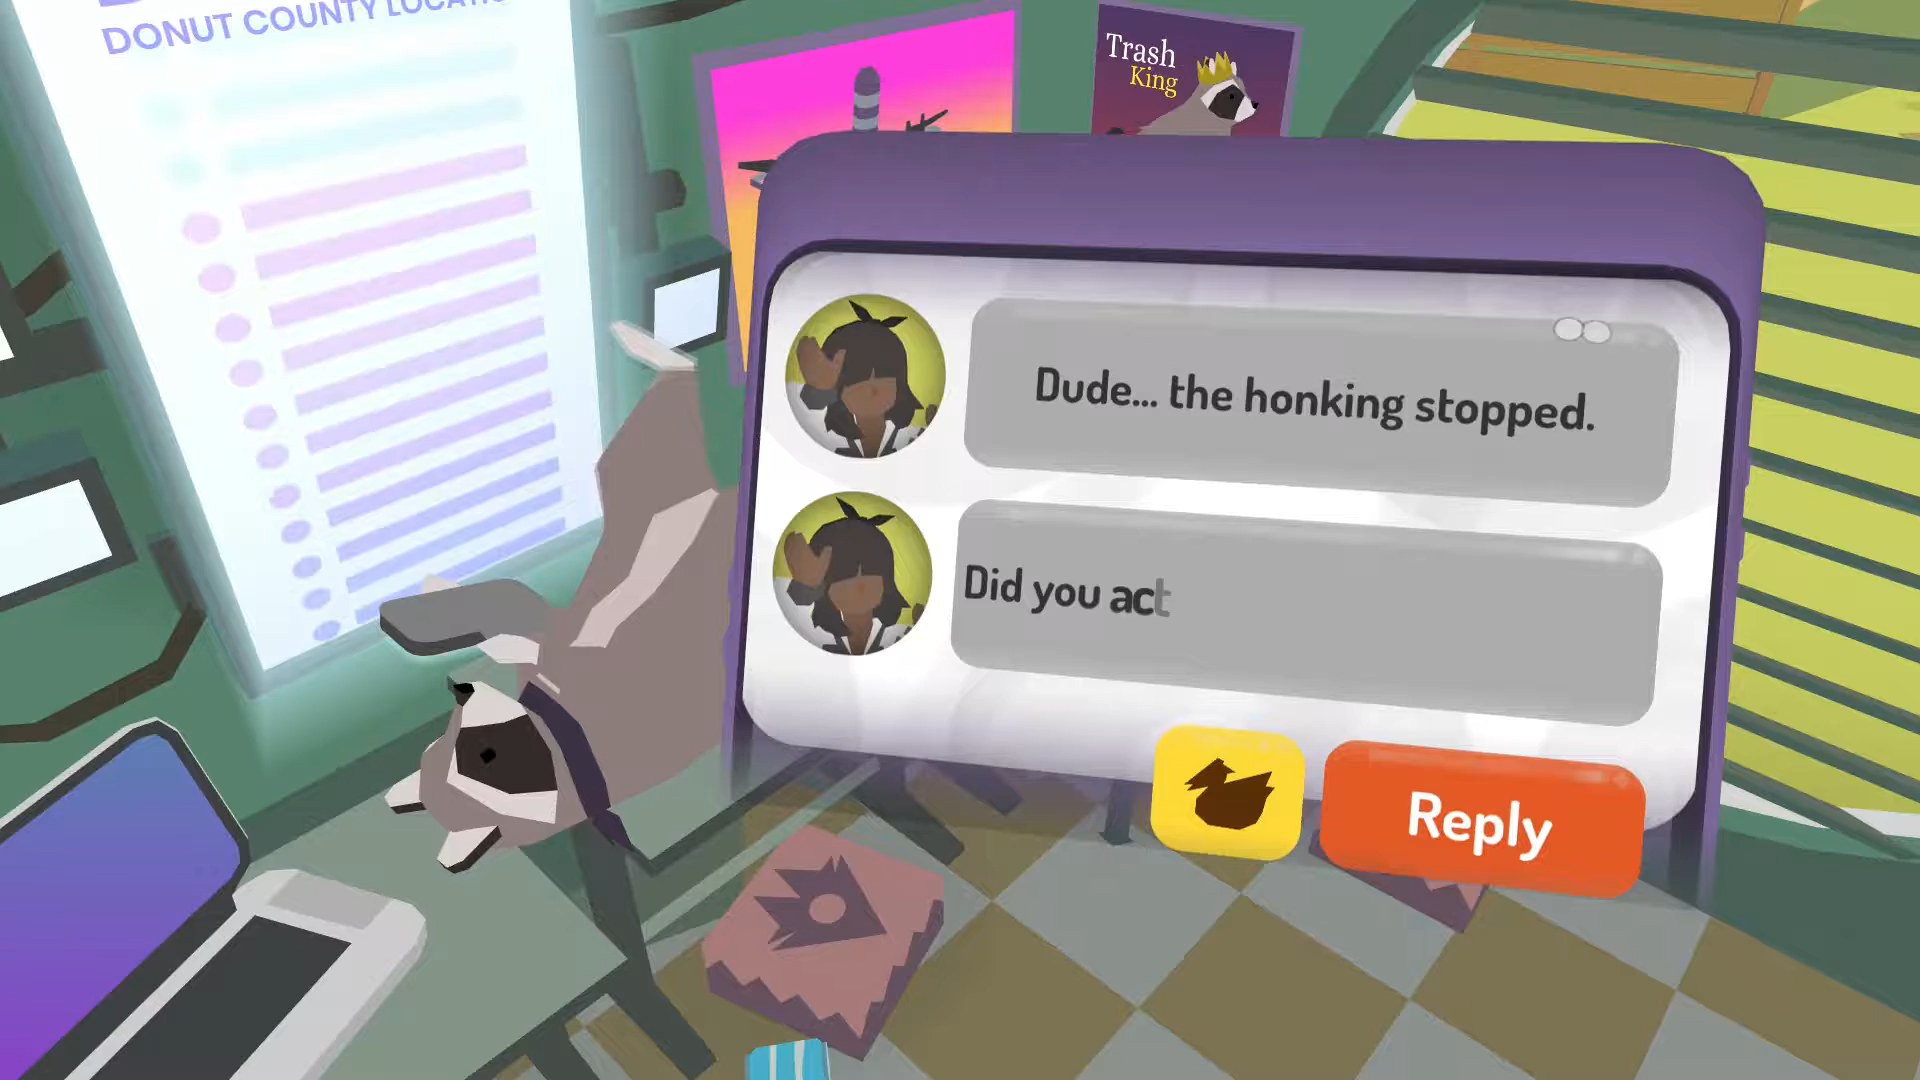 DONUT COUNTY
Trash
King
Dude... the honking stopped.
Did you act
Reply